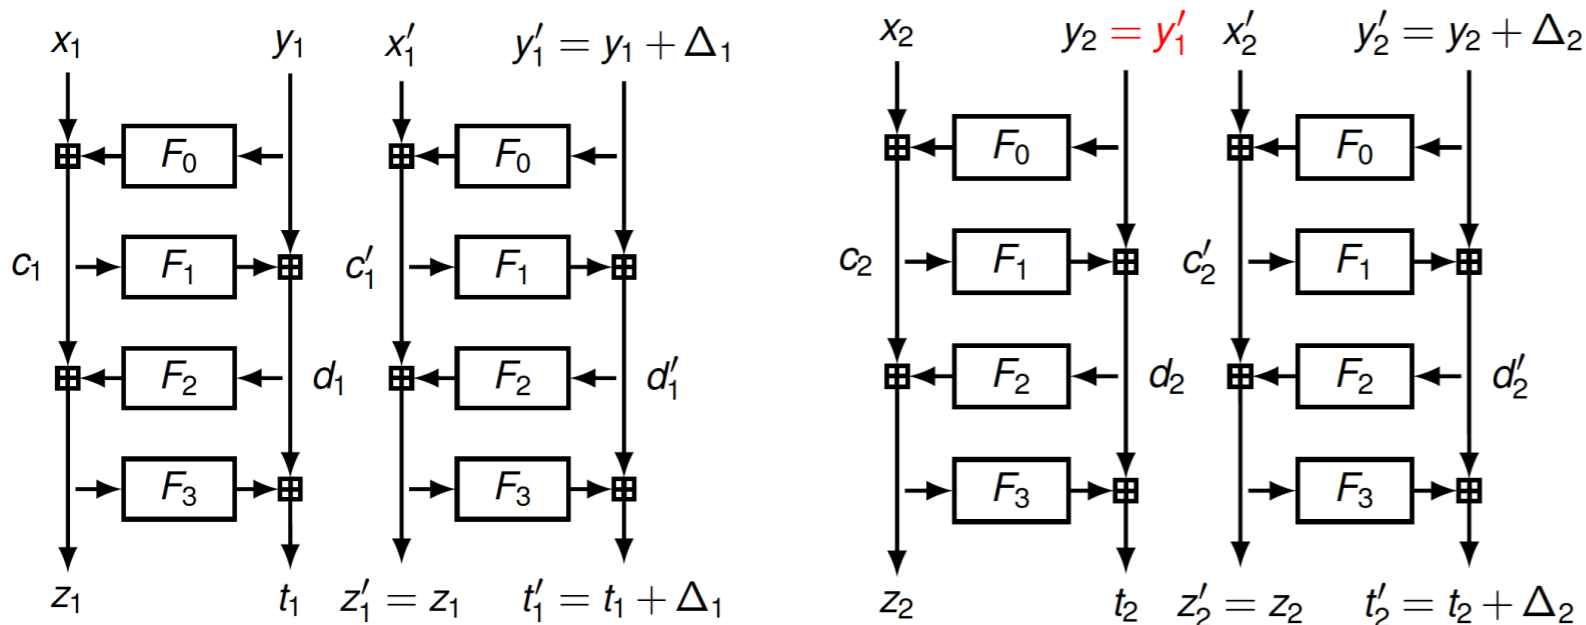 x₁ y₁ x′₁ y′₁ = y₁ + Δ₁ x₂ y₂ = y′₁ x′₂ y′₂ = y₂ + Δ₂
F₀ F₀ F₀ F₀
c₁ F₁ c′₁ F₁ c₂ F₁ c′₂ F₁
F₂ d₁ F₂ d′₁ F₂ d₂ F₂ d′₂
F₃ F₃ F₃ F₃
z₁ t₁ z′₁ = z₁ t′₁ = t₁ + Δ₁ z₂ t₂ z′₂ = z₂ t′₂ = t₂ + Δ₂